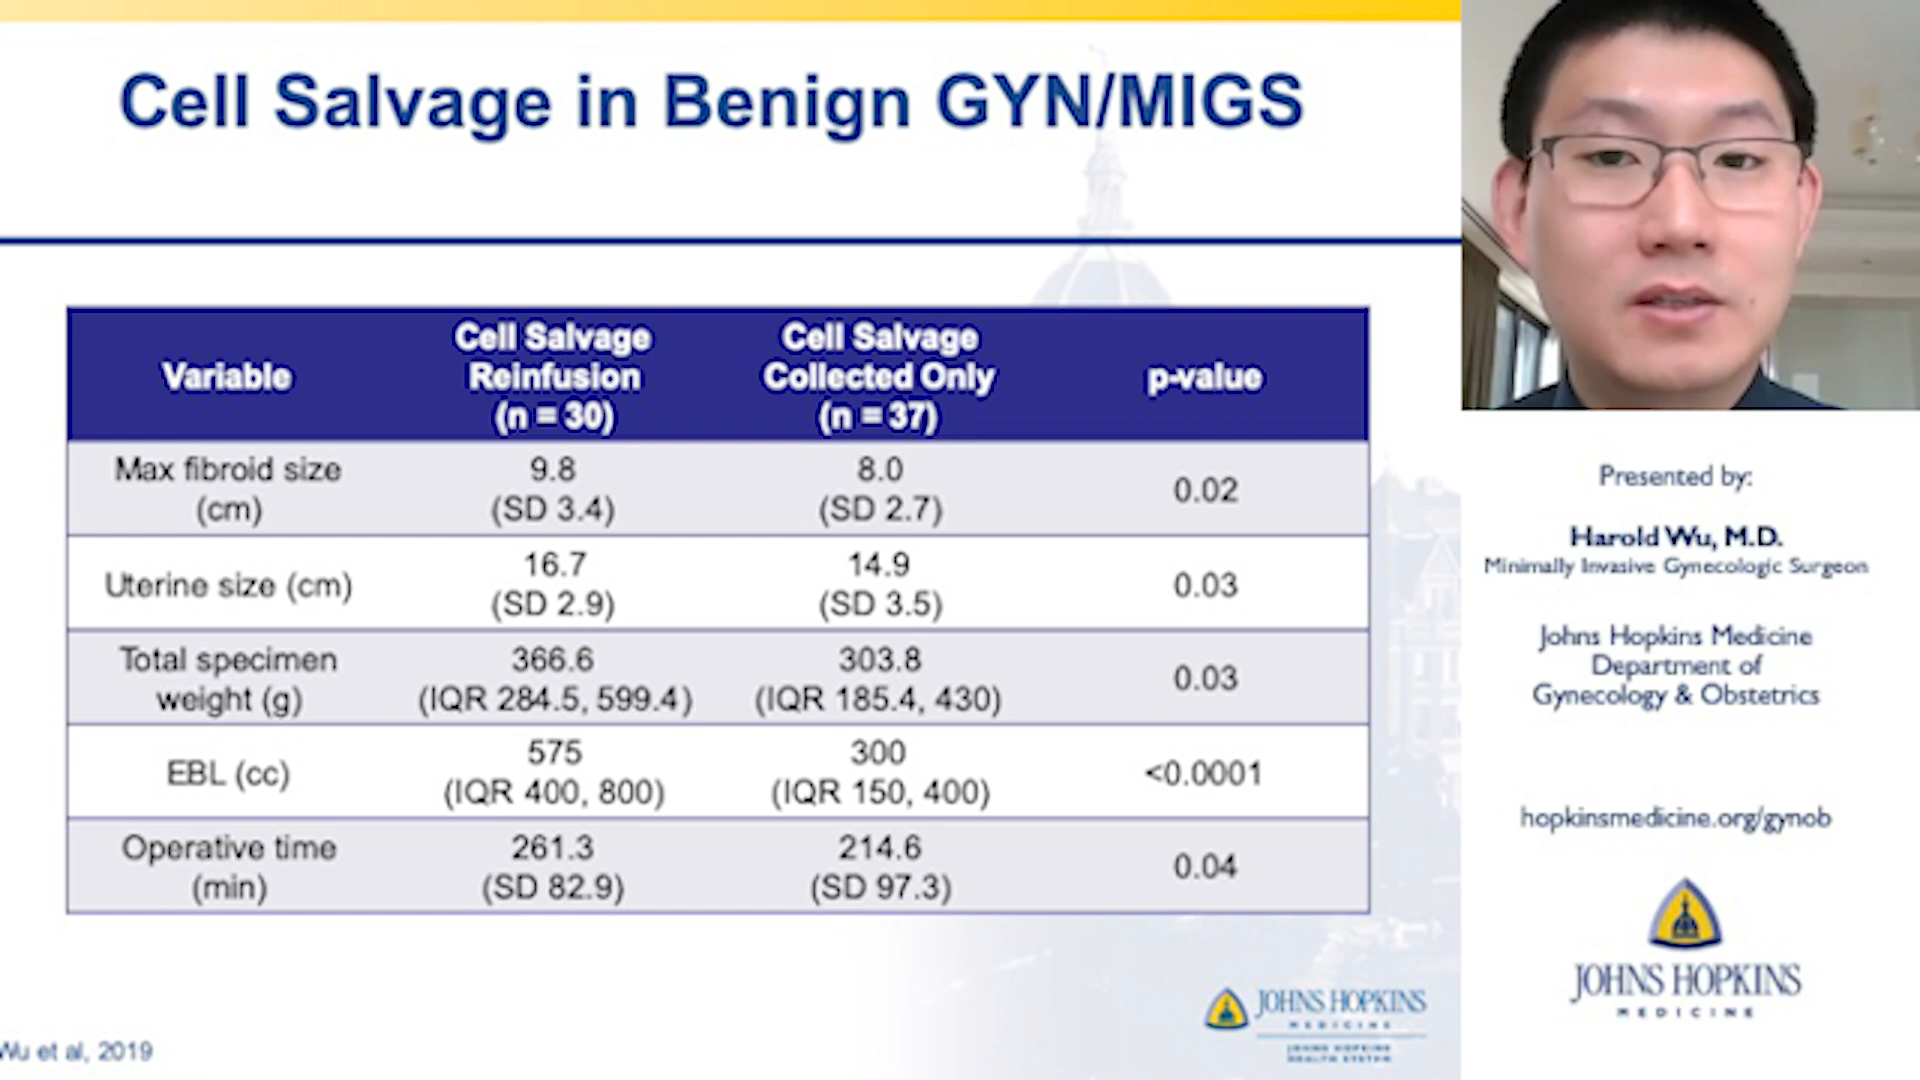 Cell Salvage in Benign GYN/MIGS
Variable
Cell Salvage
Reinfusion
(n = 30)
Cell Salvage
Collected Only
(n = 37)
p-value
Max fibroid size
(cm)
9.8
(SD 3.4)
8.0
(SD 2.7)
0.02
Uterine size (cm)
16.7
(SD 2.9)
14.9
(SD 3.5)
0.03
Total specimen
weight (g)
366.6
(IQR 284.5, 599.4)
303.8
(IQR 185.4, 430)
0.03
EBL (cc)
575
(IQR 400, 800)
300
(IQR 150, 400)
<0.0001
Operative time
(min)
261.3
(SD 82.9)
214.6
(SD 97.3)
0.04
Wu et al, 2019
JOHNS HOPKINS
MEDICINE
JOHNS HOPKINS
HEALTH SYSTEM
Presented by:
Harold Wu, M.D.
Minimally Invasive Gynecologic Surgeon
Johns Hopkins Medicine
Department of
Gynecology & Obstetrics
hopkinsmedicine.org/gynob
JOHNS HOPKINS
MEDICINE